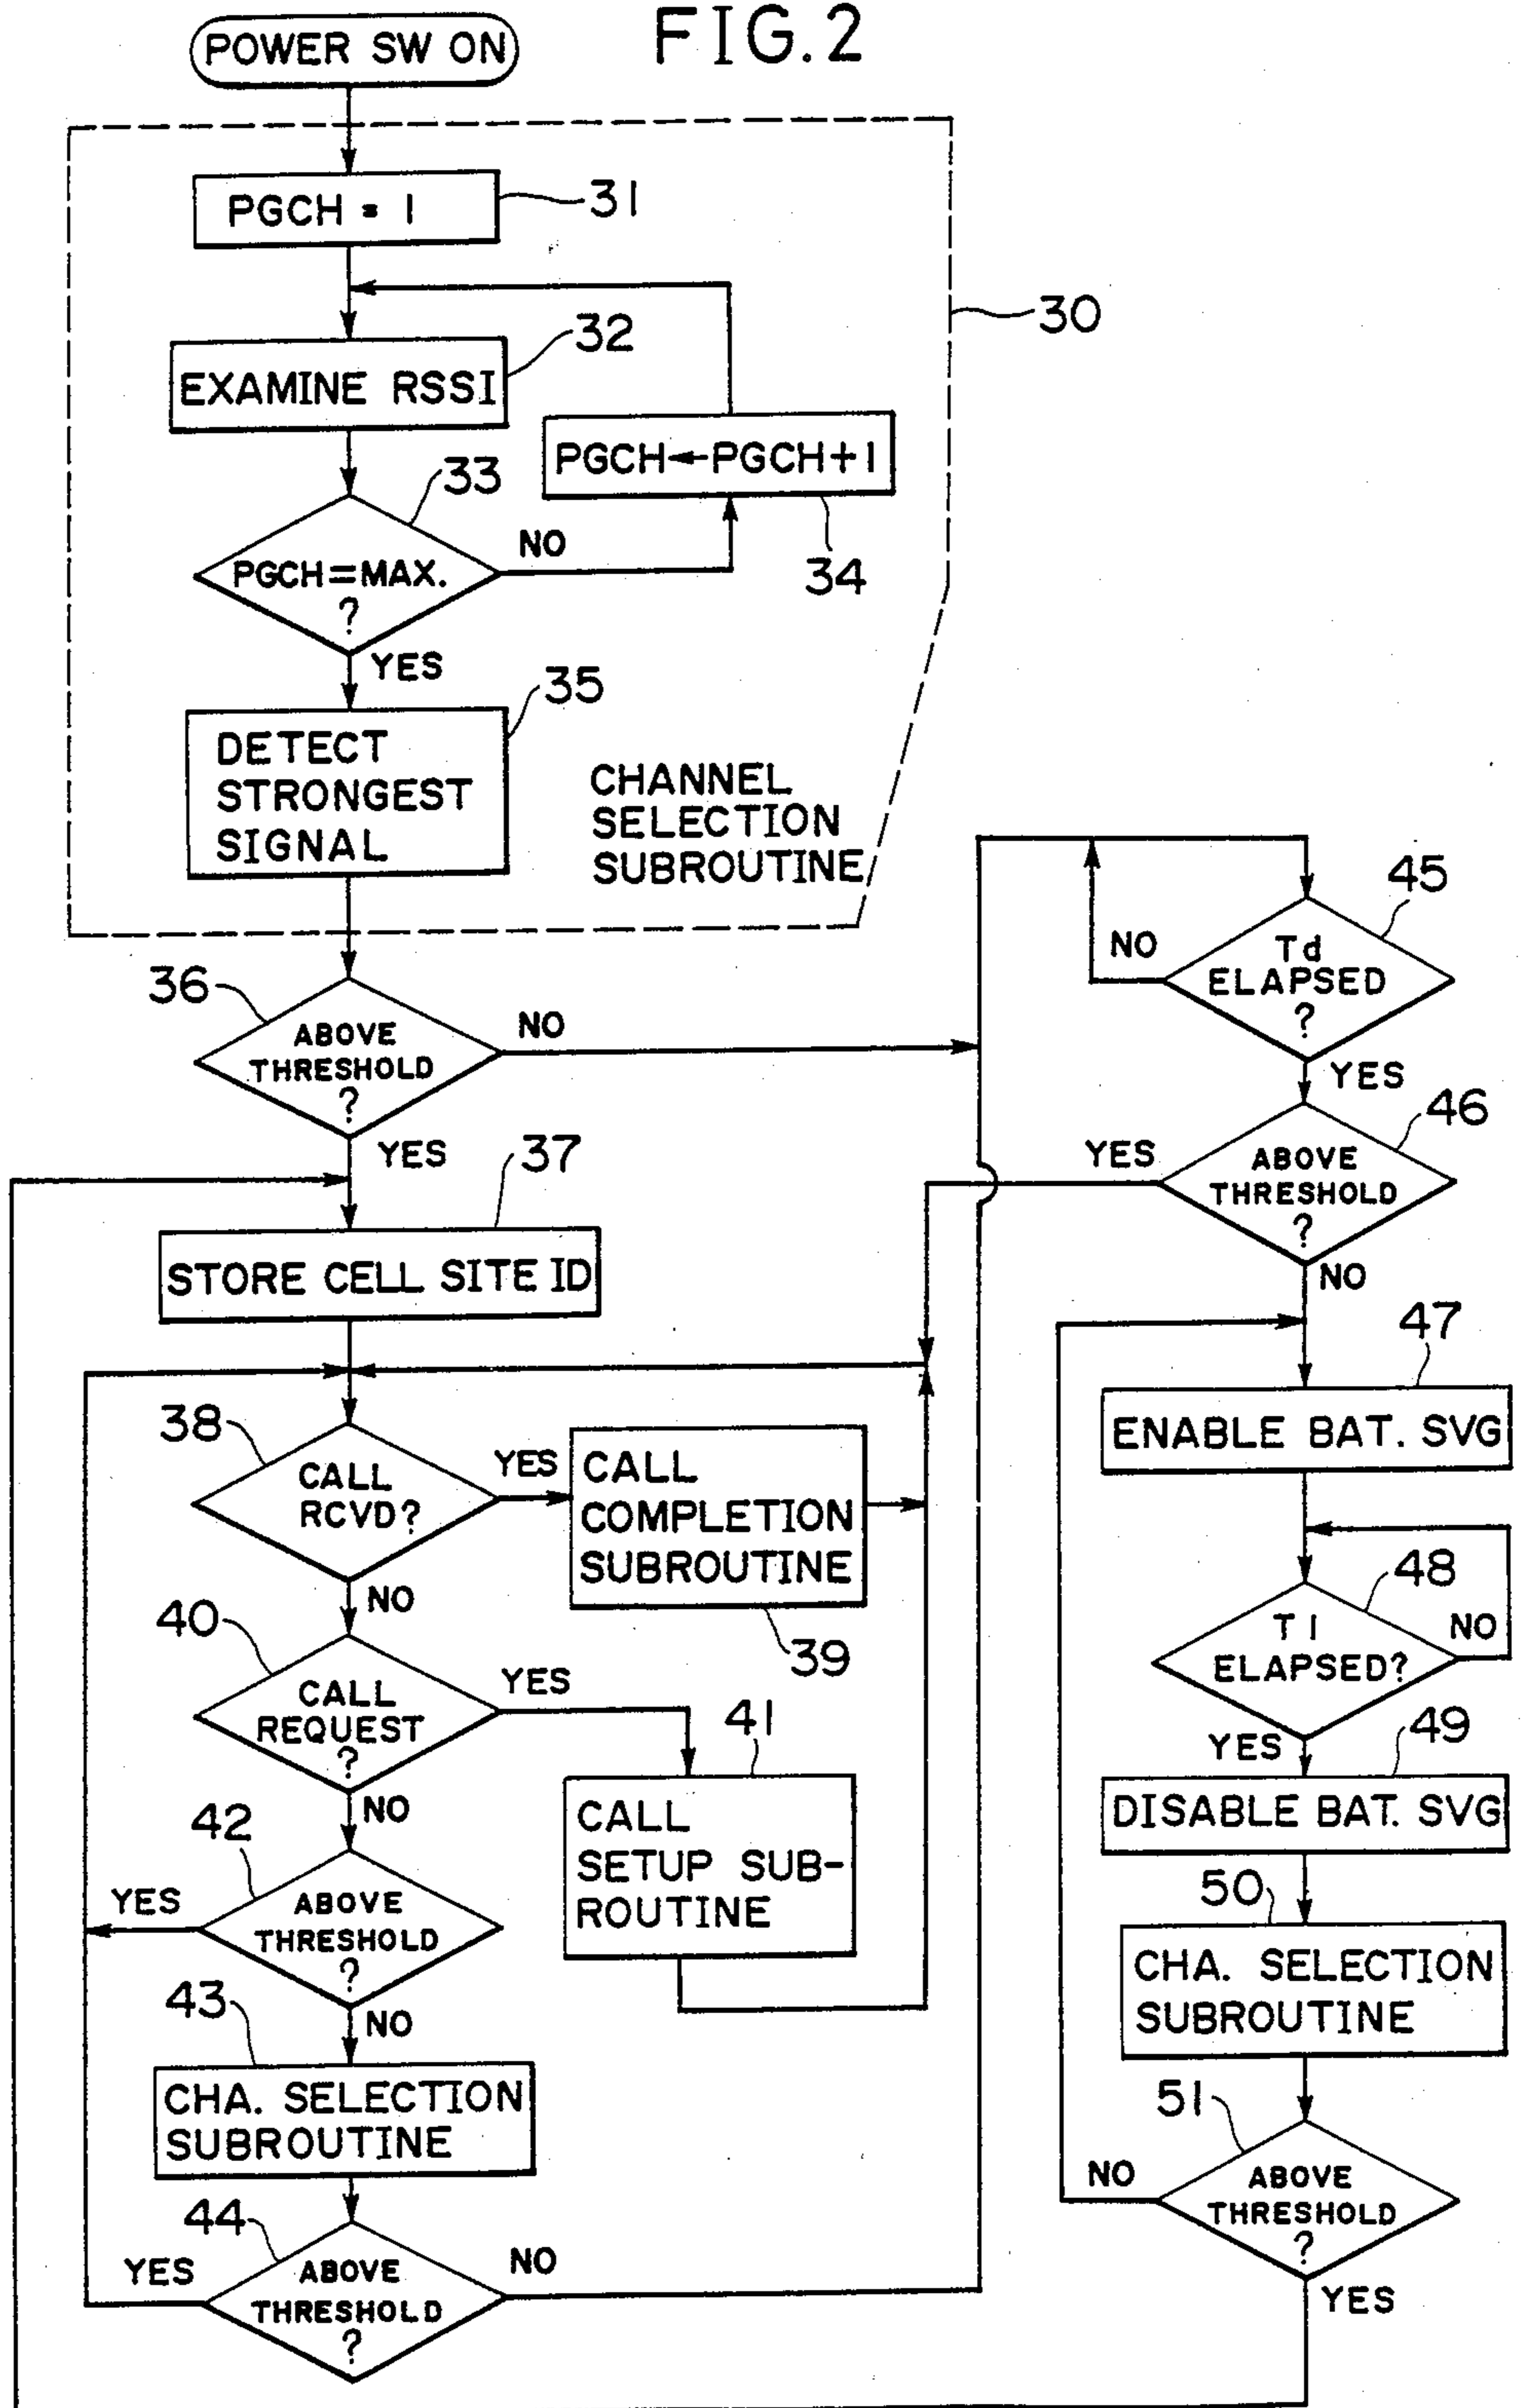 FIG.2
POWER SW ON
PGCH = 1
31
30
32
EXAMINE RSSI
PGCH←PGCH+1
34
33
NO
PGCH=MAX.
?
YES
35
DETECT
STRONGEST
SIGNAL
CHANNEL
SELECTION
SUBROUTINE
36
ABOVE
THRESHOLD
?
NO
YES
37
STORE CELL SITE ID
38
CALL
RCVD?
YES
CALL
COMPLETION
SUBROUTINE
39
NO
40
CALL
REQUEST
?
YES
41
CALL
SETUP SUB-
ROUTINE
NO
42
YES
ABOVE
THRESHOLD
?
NO
43
CHA. SELECTION
SUBROUTINE
44
YES
ABOVE
THRESHOLD
?
NO
45
NO
Td
ELAPSED
?
YES
46
YES
ABOVE
THRESHOLD
?
NO
47
ENABLE BAT. SVG
48
T1
ELAPSED?
NO
YES
49
DISABLE BAT. SVG
50
CHA. SELECTION
SUBROUTINE
51
NO
ABOVE
THRESHOLD
?
YES